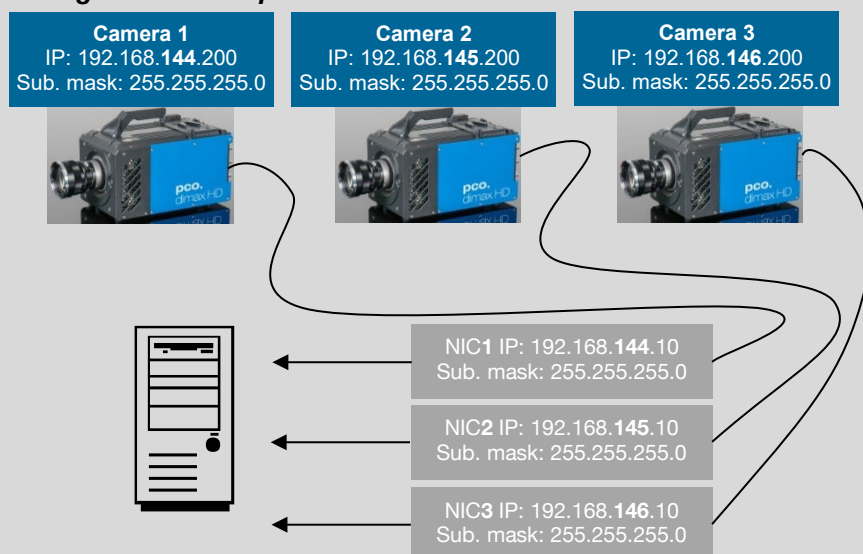 Camera 1
IP: 192.168.144.200
Sub. mask: 255.255.255.0
Camera 2
IP: 192.168.145.200
Sub. mask: 255.255.255.0
Camera 3
IP: 192.168.146.200
Sub. mask: 255.255.255.0
pco.
dimax HD
pco.
dimax HD
pco.
dimax HD
NIC1 IP: 192.168.144.10
Sub. mask: 255.255.255.0
NIC2 IP: 192.168.145.10
Sub. mask: 255.255.255.0
NIC3 IP: 192.168.146.10
Sub. mask: 255.255.255.0